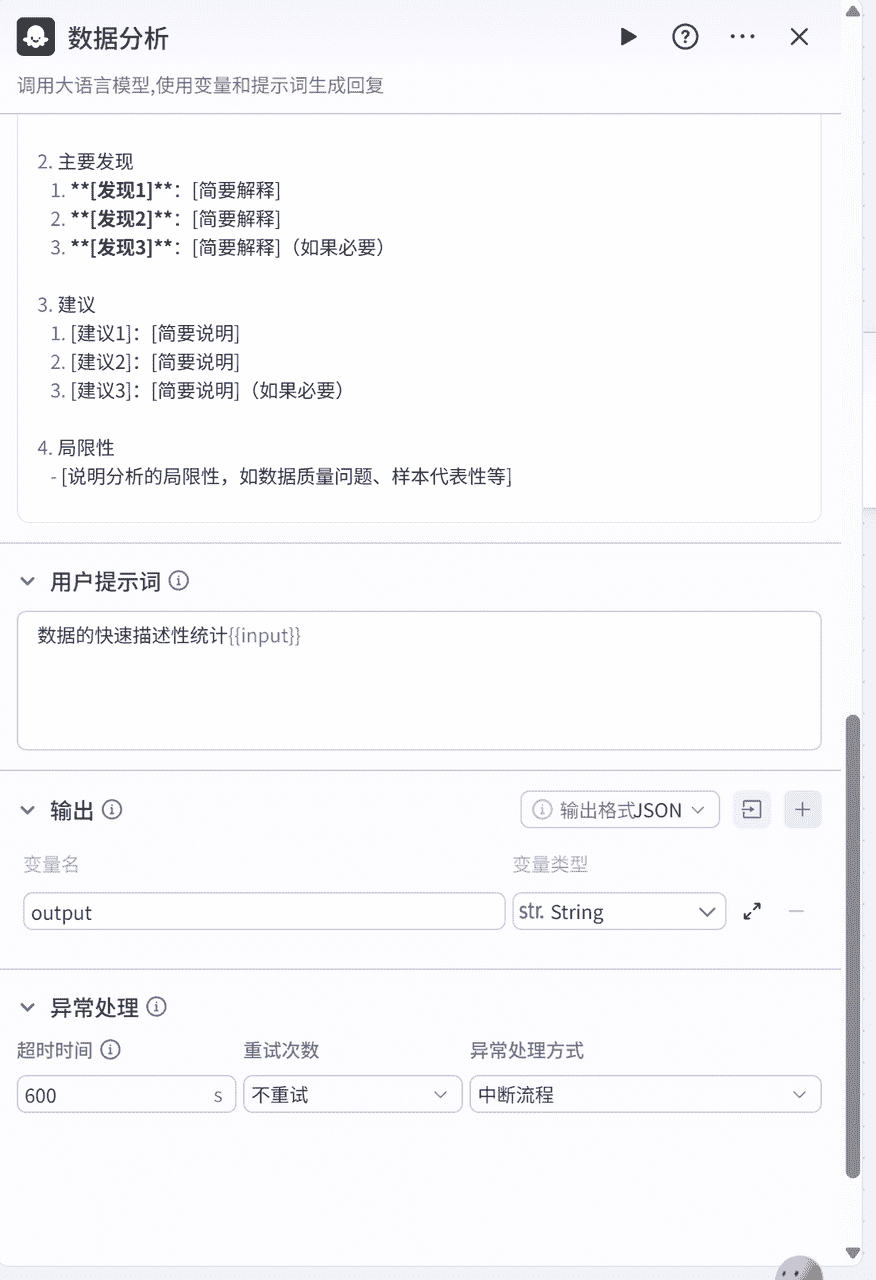 数据分析
调用大语言模型,使用变量和提示词生成回复
2. 主要发现
1. **[发现1]**：[简要解释]
2. **[发现2]**：[简要解释]
3. **[发现3]**：[简要解释]（如果必要）
3. 建议
1. [建议1]：[简要说明]
2. [建议2]：[简要说明]
3. [建议3]：[简要说明]（如果必要）
4. 局限性
- [说明分析的局限性，如数据质量问题、样本代表性等]
用户提示词
数据的快速描述性统计{{input}}
输出 输出格式JSON
变量名 变量类型
output str. String
异常处理
超时时间 重试次数 异常处理方式
600 s 不重试 中断流程